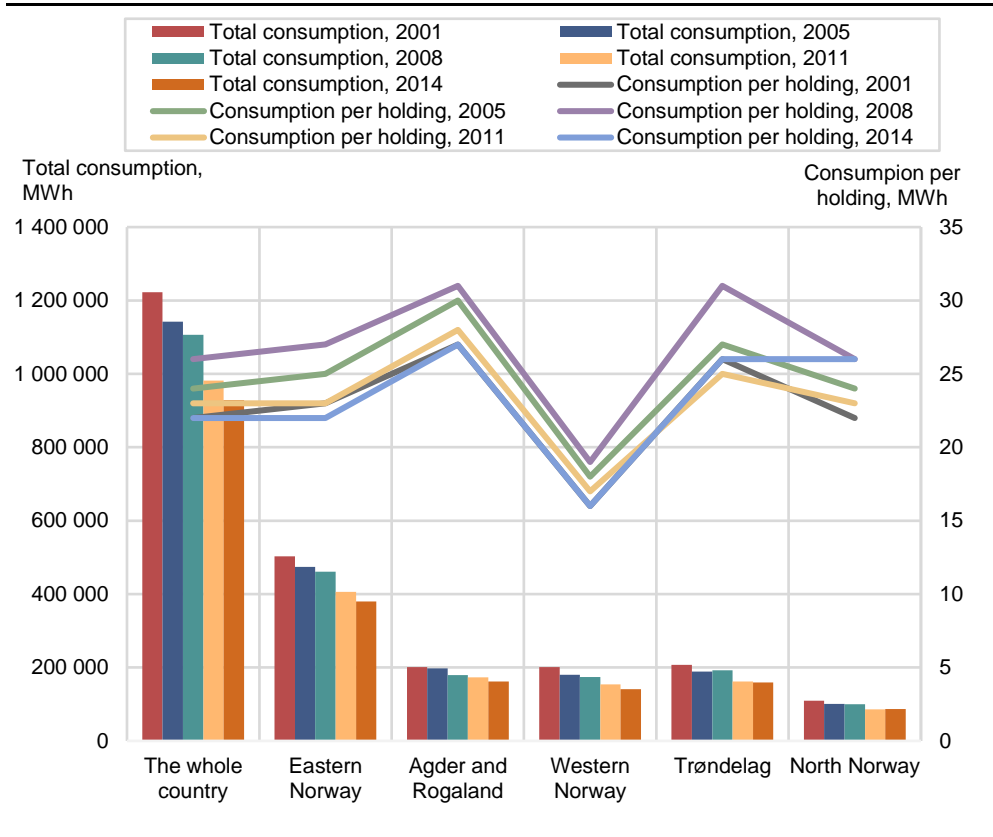 Total consumption, 2001
Total consumption, 2005
Total consumption, 2008
Total consumption, 2011
Total consumption, 2014
Consumption per holding, 2001
Consumption per holding, 2005
Consumption per holding, 2008
Consumption per holding, 2011
Consumption per holding, 2014
Total consumption,
MWh
Consumpion per
holding, MWh
1 400 000
1 200 000
1 000 000
800 000
600 000
400 000
200 000
0
35
30
25
20
15
10
5
0
The whole
country
Eastern
Norway
Agder and
Rogaland
Western
Norway
Trøndelag
North Norway